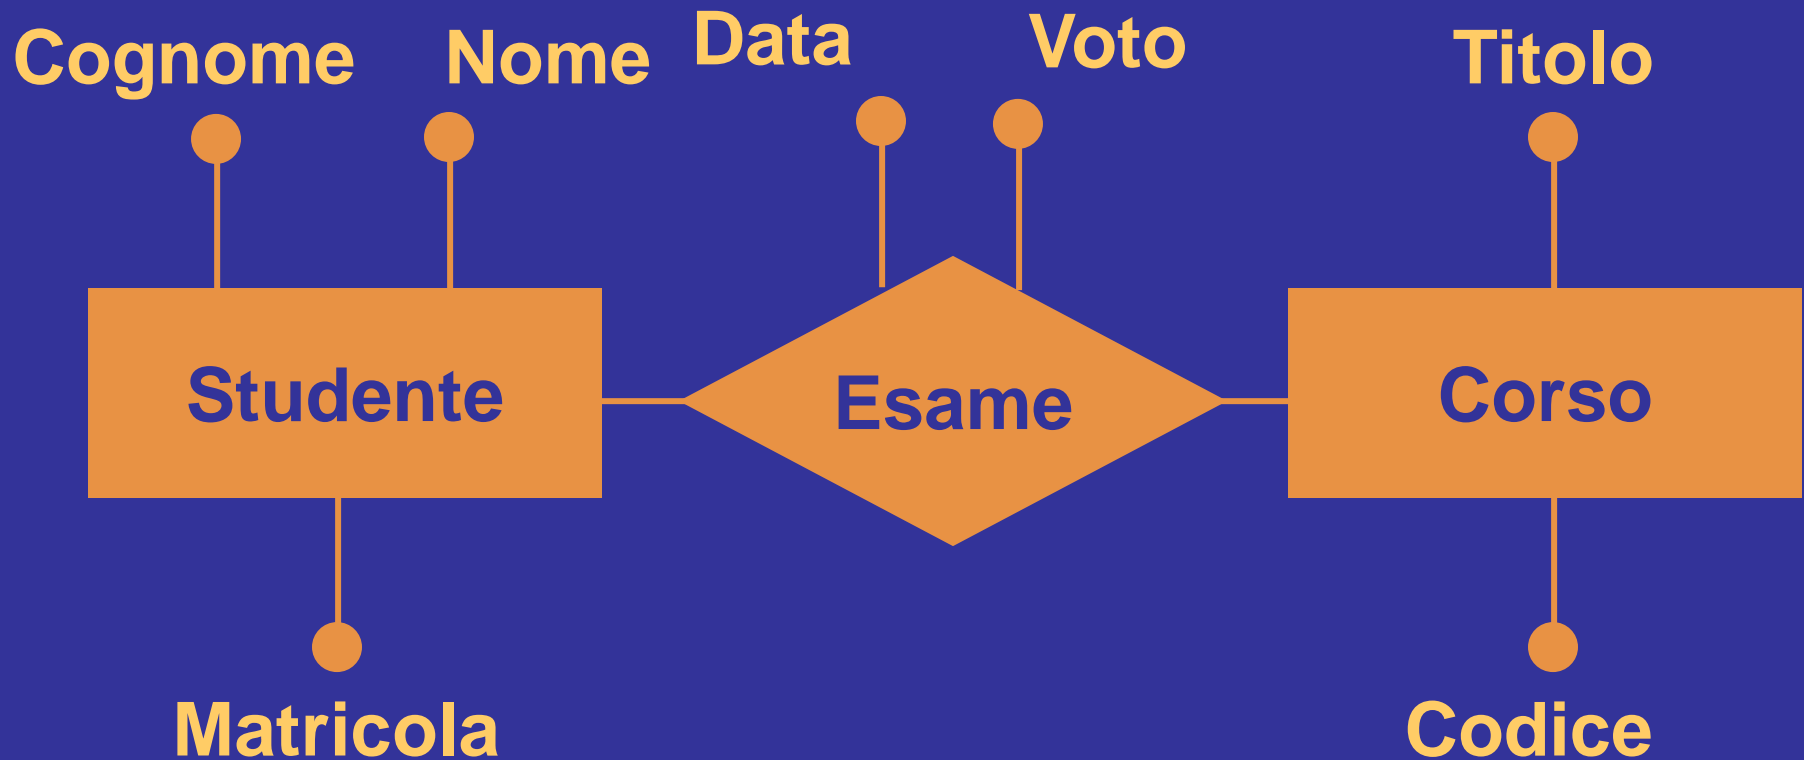 Cognome
Nome
Data
Voto
Titolo
Studente
Esame
Corso
Matricola
Codice